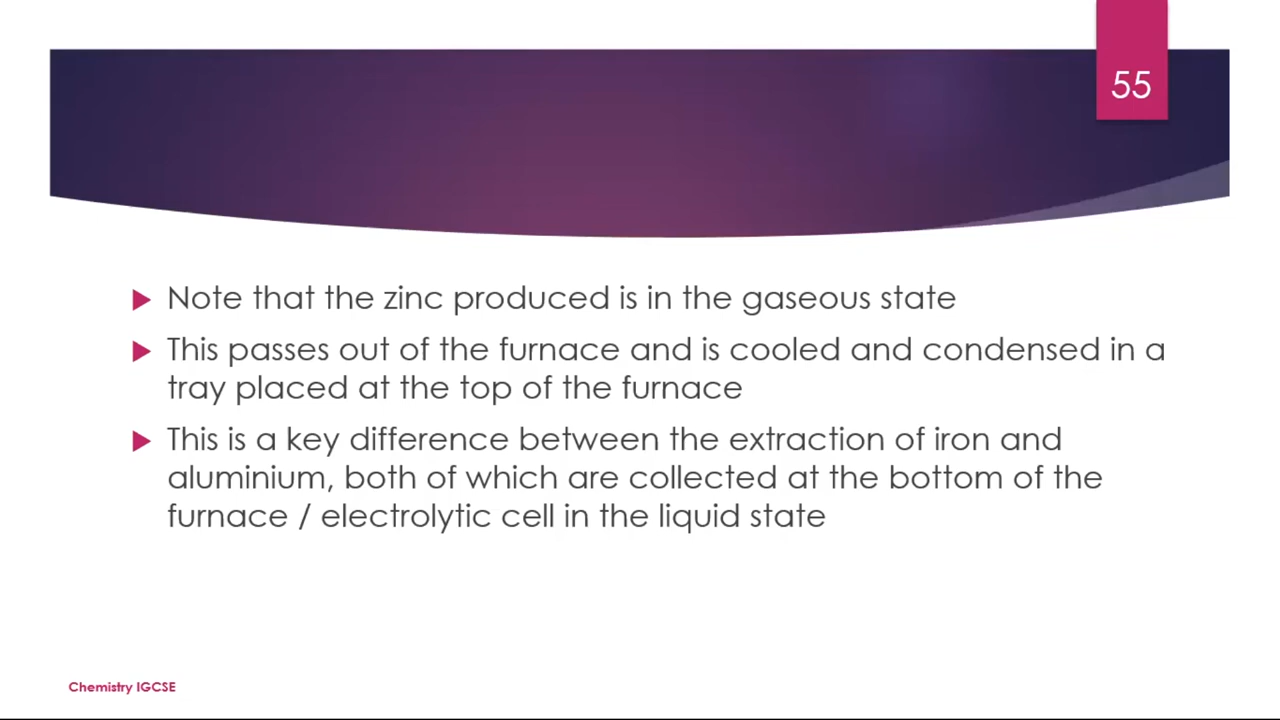 55
Note that the zinc produced is in the gaseous state
This passes out of the furnace and is cooled and condensed in a
tray placed at the top of the furnace
This is a key difference between the extraction of iron and
aluminium, both of which are collected at the bottom of the
furnace / electrolytic cell in the liquid state
Chemistry IGCSE